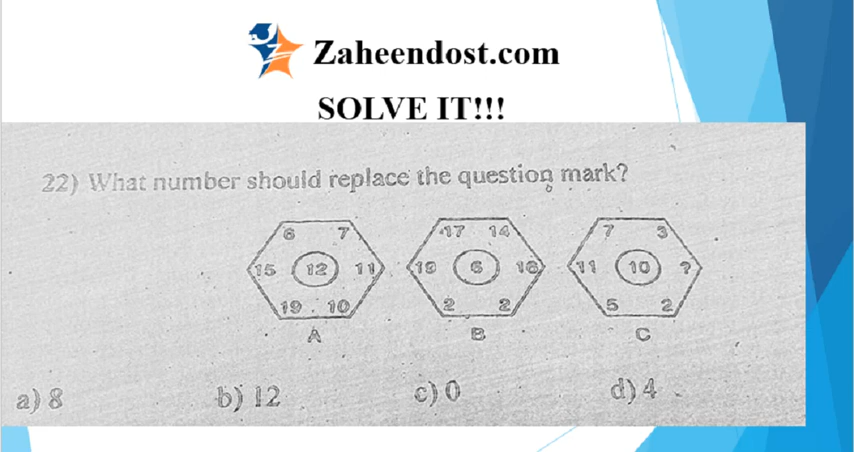 Zaheendost.com
SOLVE IT!!!
22) What number should replace the question mark?
6 7 17 14 7 3
15 12 11 19 6 16 11 10 ?
19 10 2 2 5 2
A B C
a) 8 b) 12 c) 0 d) 4